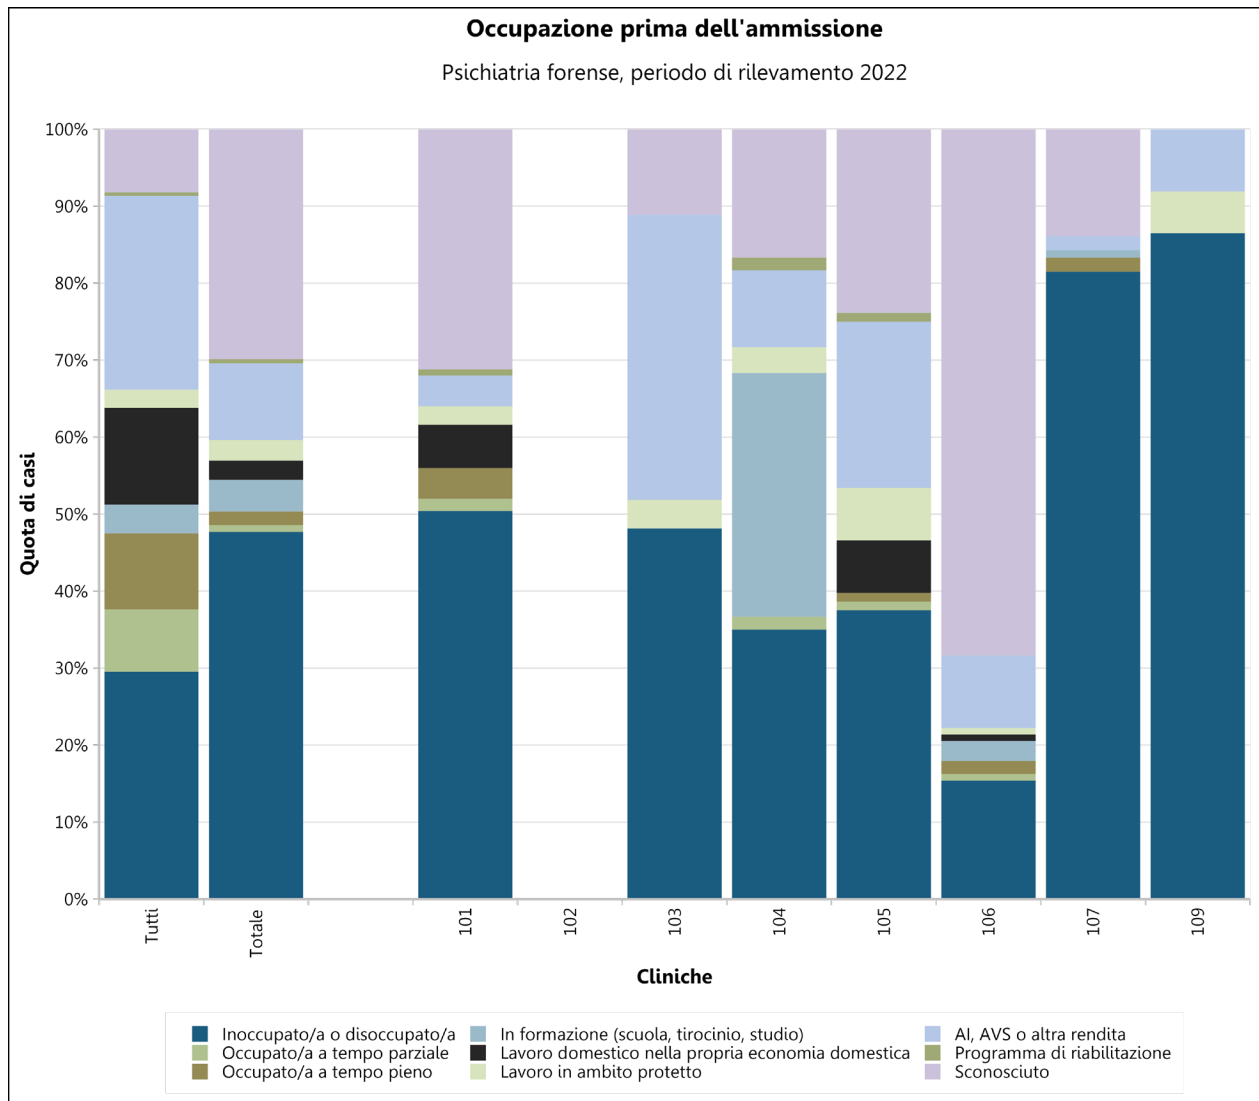 Occupazione prima dell'ammissione
Psichiatria forense, periodo di rilevamento 2022
100%
90%
80%
70%
60%
50%
40%
30%
20%
10%
0%
Quota di casi
Tutti
Totale
101
102
103
104
105
106
107
109
Cliniche
Inoccupato/a o disoccupato/a
Occupato/a a tempo parziale
Occupato/a a tempo pieno
In formazione (scuola, tirocinio, studio)
Lavoro domestico nella propria economia domestica
Lavoro in ambito protetto
AI, AVS o altra rendita
Programma di riabilitazione
Sconosciuto